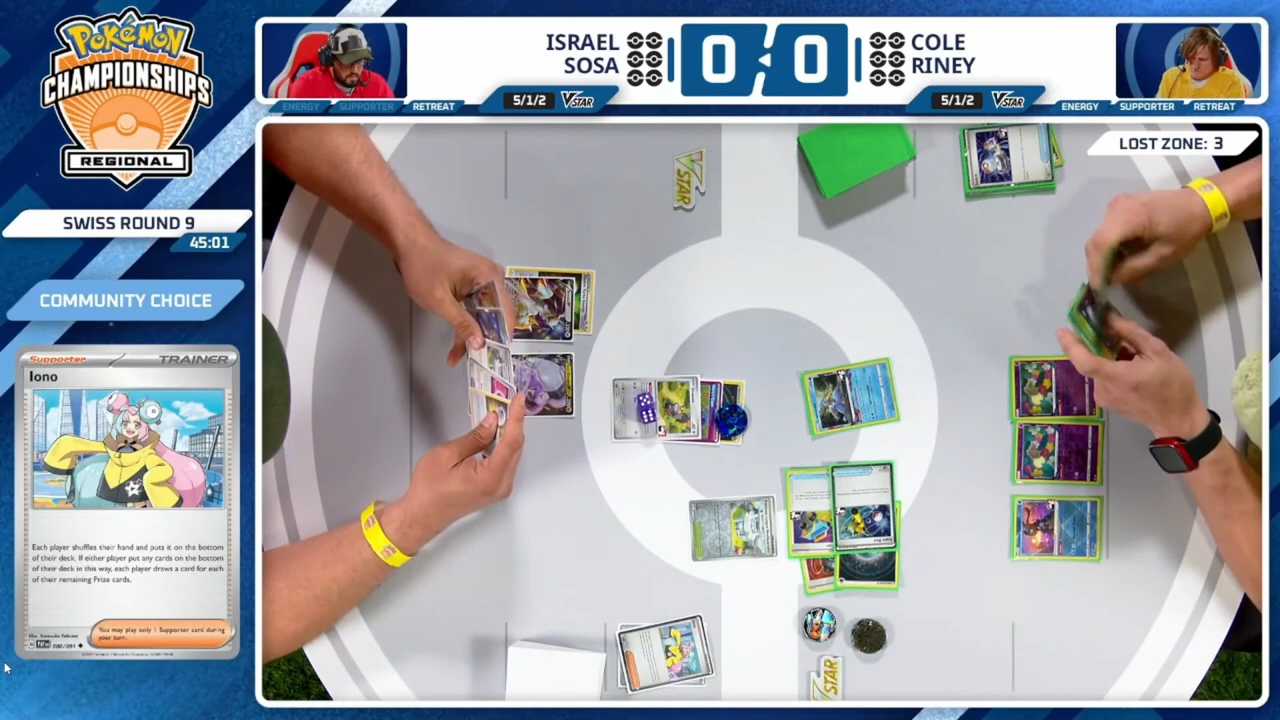 POKéMON
CHAMPIONSHIPS
REGIONAL
SWISS ROUND 9
45:01
COMMUNITY CHOICE
Supporter TRAINER
Iono
Each player shuffles their hand and puts it on the bottom
of their deck. If either player put any cards on the bottom
of their deck in this way, each player draws a card for each
of their remaining Prize cards.
You may play only 1 Supporter card during
your turn.
ISRAEL
SOSA
0 0
COLE
RINEY
ENERGY SUPPORTER RETREAT
5/1/2 VSTAR
5/1/2 VSTAR
ENERGY SUPPORTER RETREAT
LOST ZONE: 3
VSTAR
VSTAR